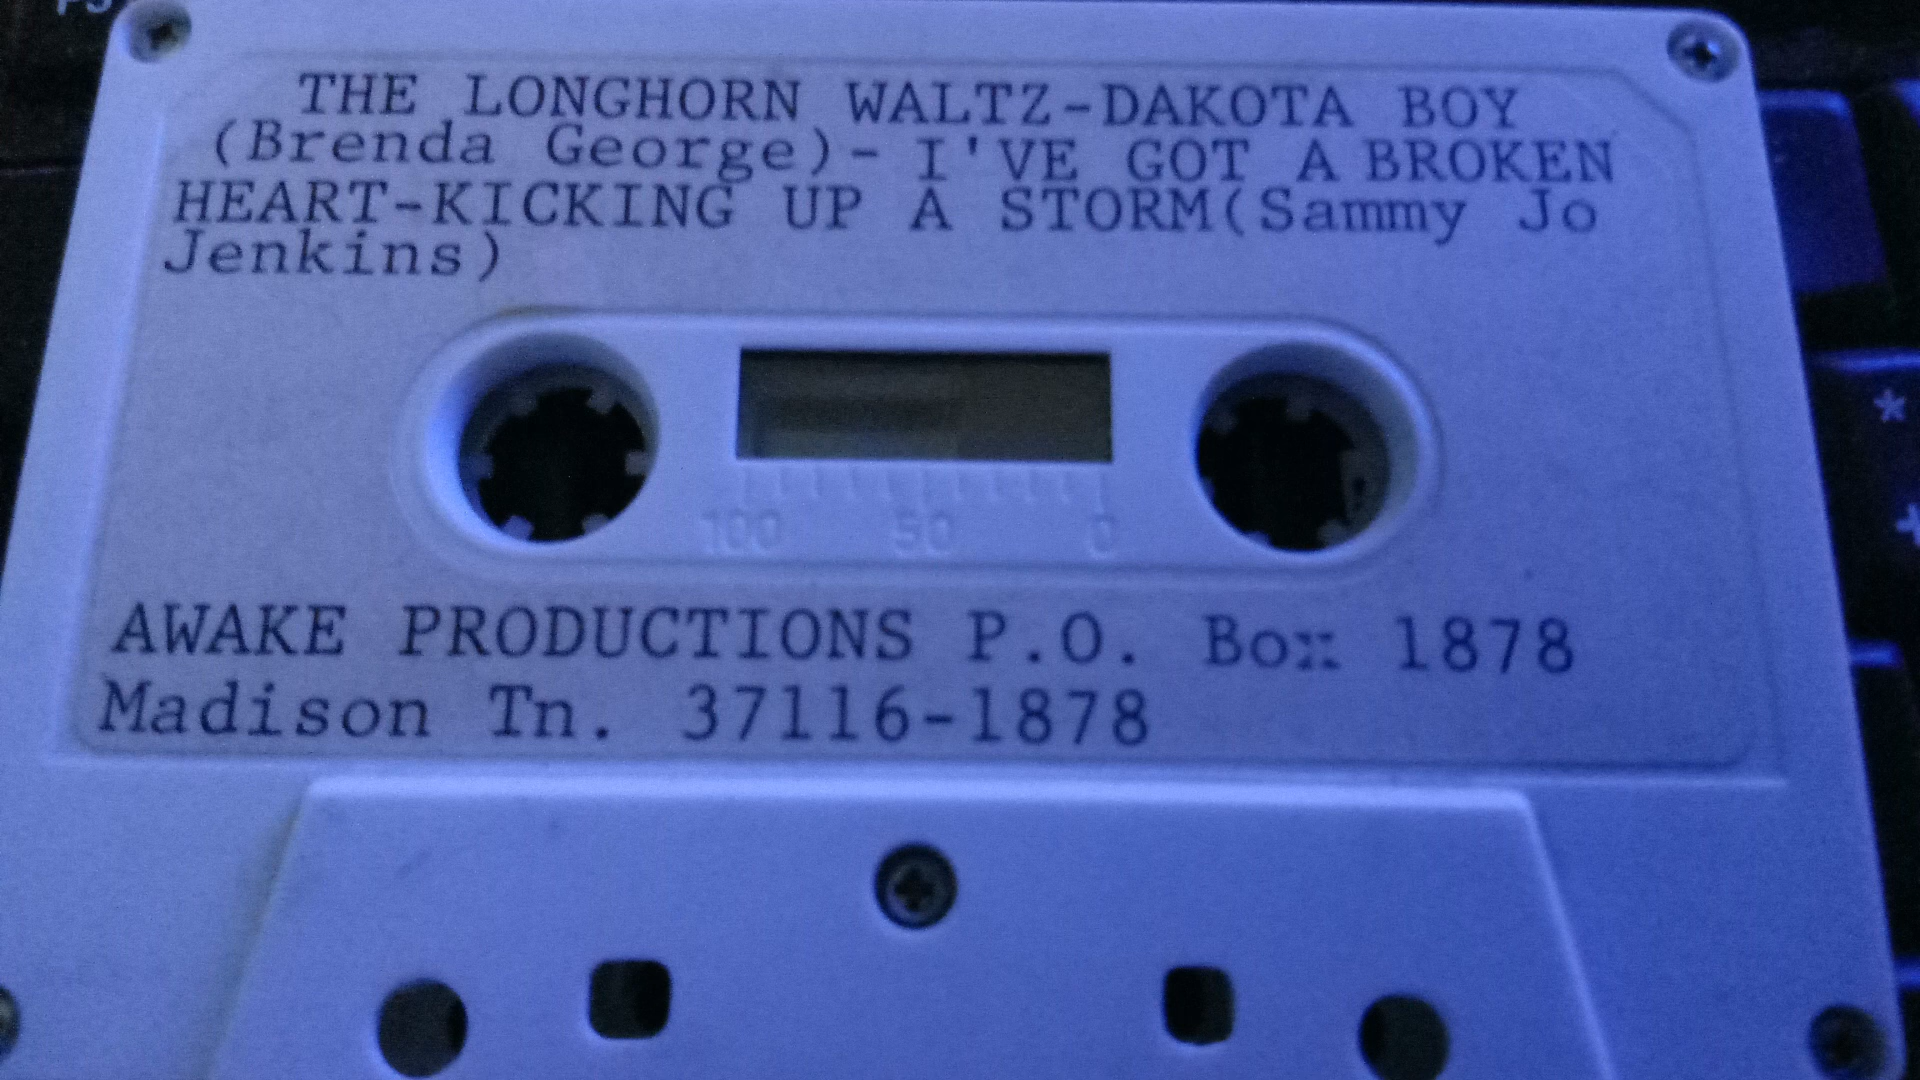 THE LONGHORN WALTZ-DAKOTA BOY
(Brenda George)- I'VE GOT A BROKEN
HEART-KICKING UP A STORM(Sammy Jo
Jenkins)
100 50 0
AWAKE PRODUCTIONS P.O. Box 1878
Madison Tn. 37116-1878
*
+